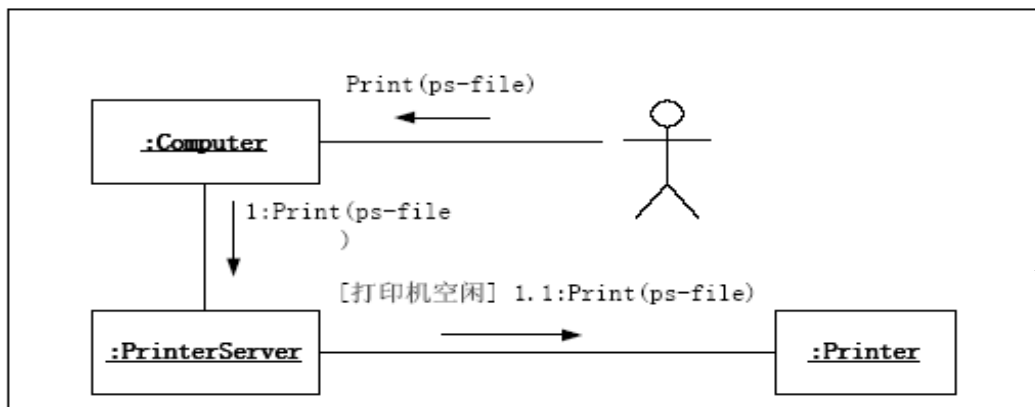 Print(ps-file)
:Computer
1:Print(ps-file
)
[打印机空闲] 1.1:Print(ps-file)
:PrinterServer
:Printer